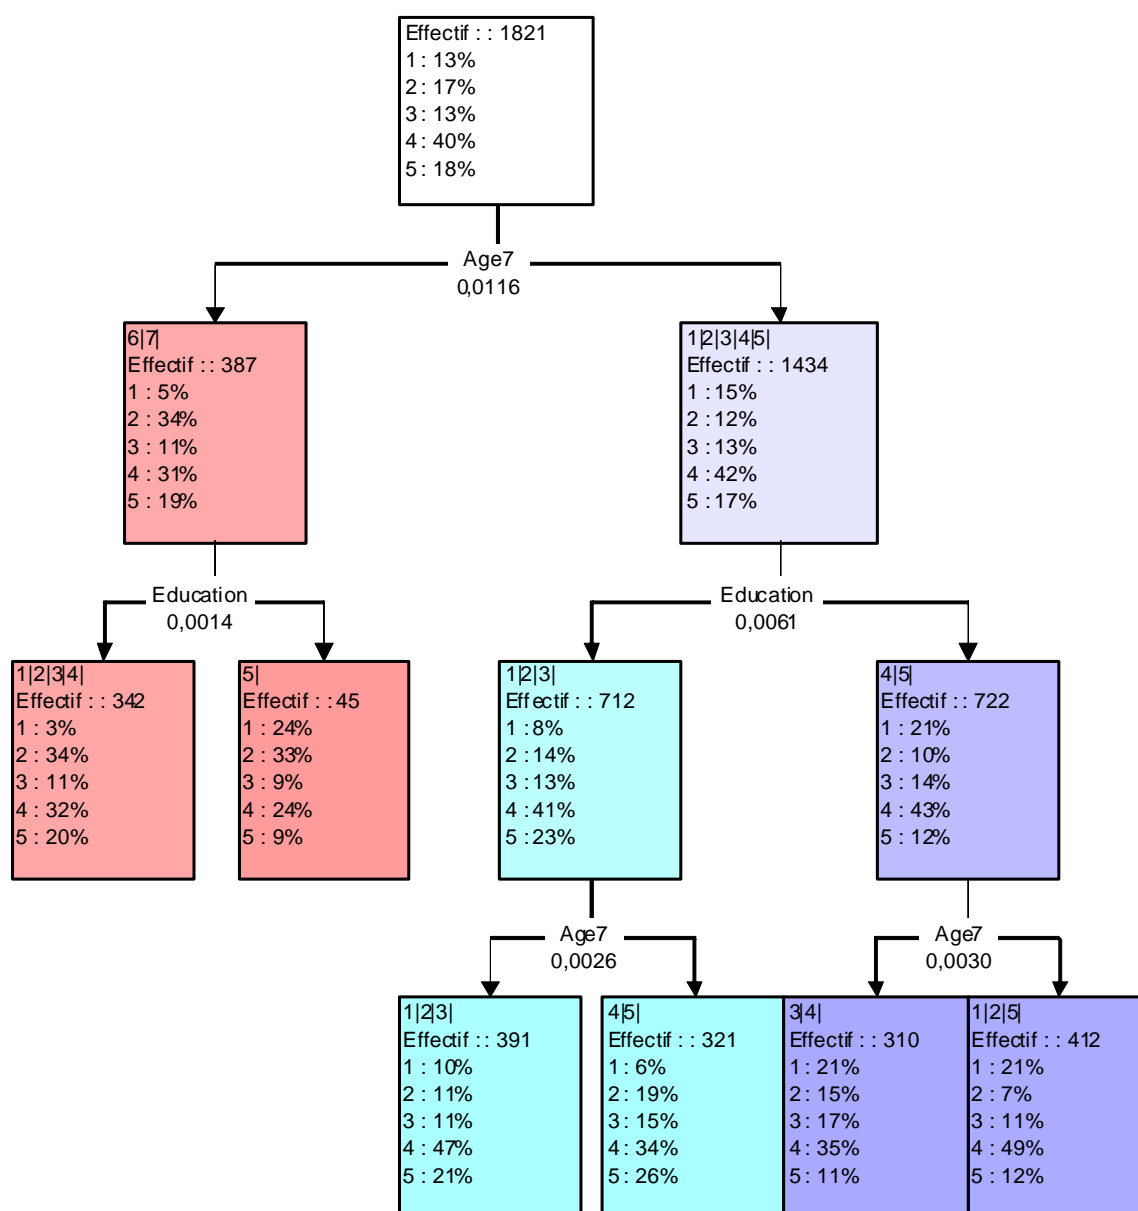 Effectif : : 1821
1 : 13%
2 : 17%
3 : 13%
4 : 40%
5 : 18%
Age7
0,0116
6|7|
Effectif : : 387
1 : 5%
2 : 34%
3 : 11%
4 : 31%
5 : 19%
1|2|3|4|5|
Effectif : : 1434
1 : 15%
2 : 12%
3 : 13%
4 : 42%
5 : 17%
Education
0,0014
Education
0,0061
1|2|3|4|
Effectif : : 342
1 : 3%
2 : 34%
3 : 11%
4 : 32%
5 : 20%
5|
Effectif : : 45
1 : 24%
2 : 33%
3 : 9%
4 : 24%
5 : 9%
1|2|3|
Effectif : : 712
1 : 8%
2 : 14%
3 : 13%
4 : 41%
5 : 23%
4|5|
Effectif : : 722
1 : 21%
2 : 10%
3 : 14%
4 : 43%
5 : 12%
Age7
0,0026
Age7
0,0030
1|2|3|
Effectif : : 391
1 : 10%
2 : 11%
3 : 11%
4 : 47%
5 : 21%
4|5|
Effectif : : 321
1 : 6%
2 : 19%
3 : 15%
4 : 34%
5 : 26%
3|4|
Effectif : : 310
1 : 21%
2 : 15%
3 : 17%
4 : 35%
5 : 11%
1|2|5|
Effectif : : 412
1 : 21%
2 : 7%
3 : 11%
4 : 49%
5 : 12%